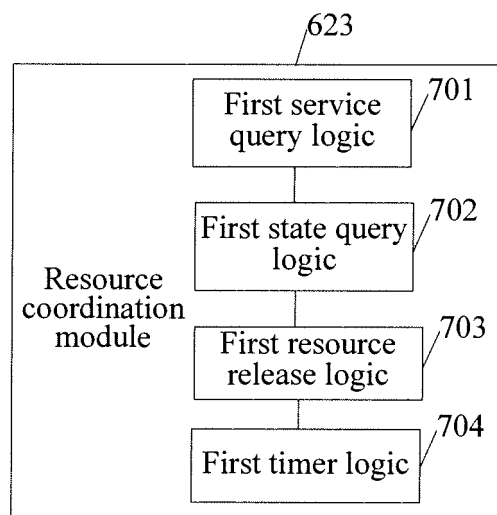 623
First service
query logic
701
First state query
logic
702
Resource
coordination
module
First resource
release logic
703
First timer logic
704